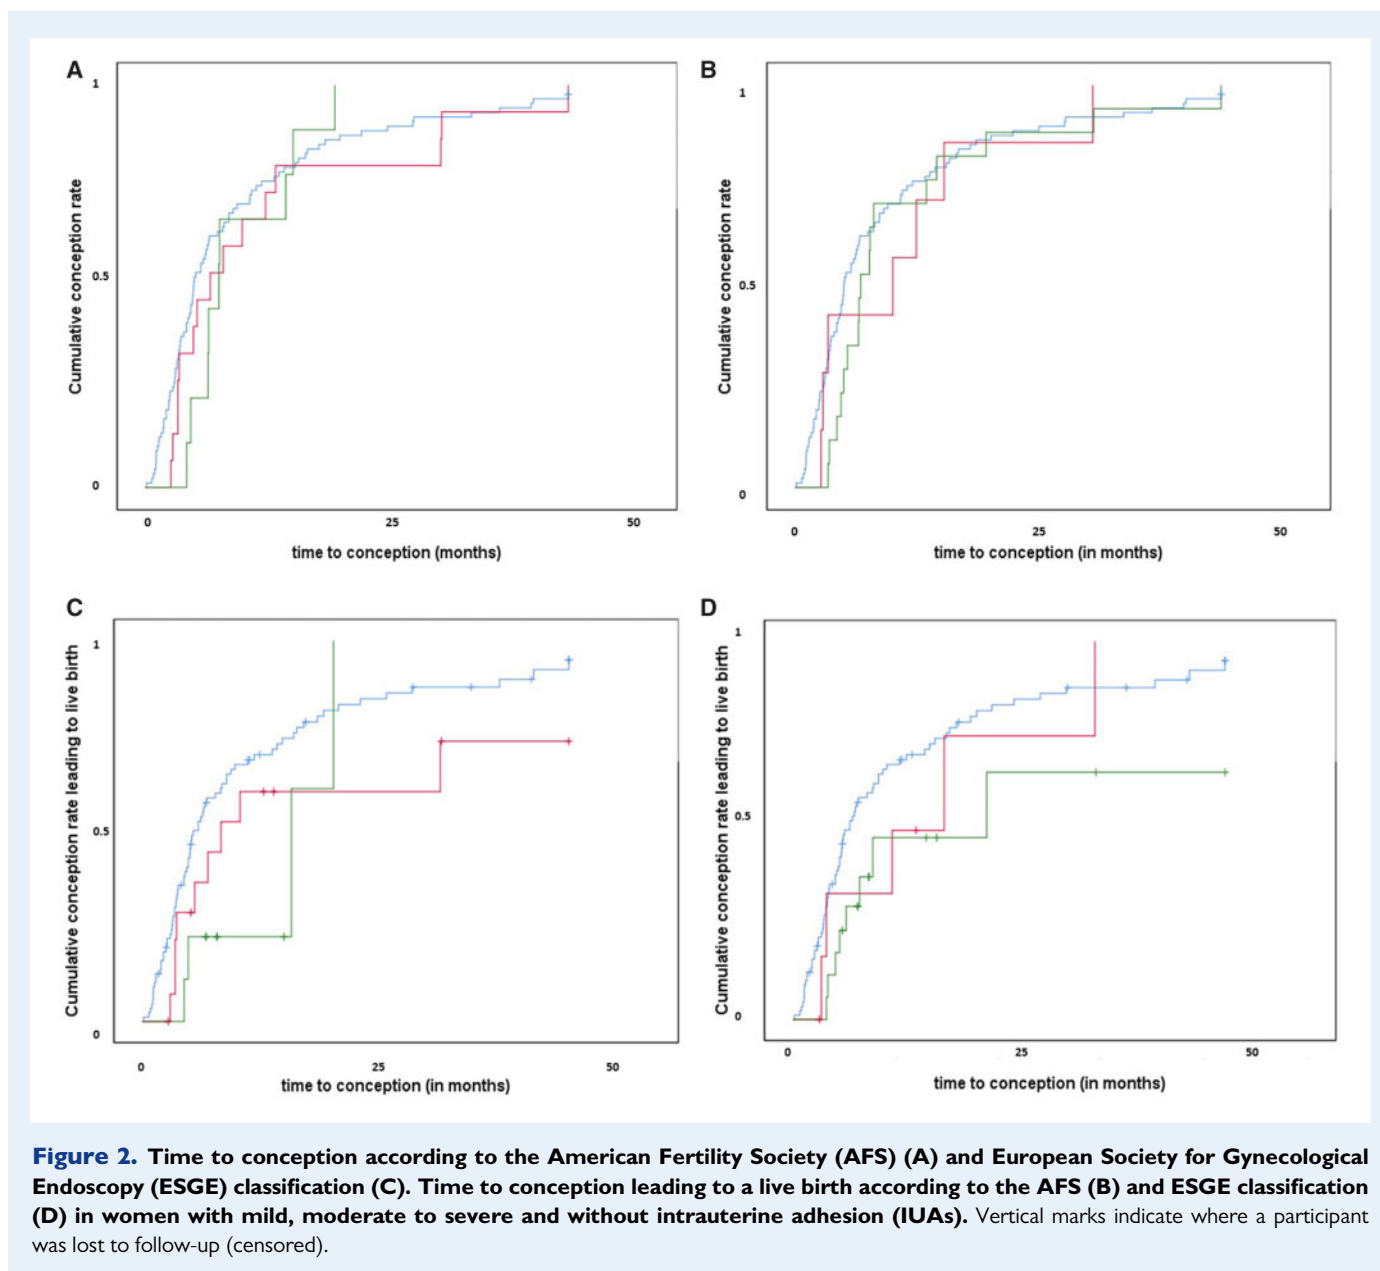 A
1
0.5
0
Cumulative conception rate
0
25
50
time to conception (months)
B
1
0.5
0
Cumulative conception rate
0
25
50
time to conception (in months)
C
1
0.5
0
Cumulative conception rate leading to live birth
0
25
50
time to conception (in months)
D
1
0.5
0
Cumulative conception rate leading to live birth
0
25
50
time to conception (in months)
Figure 2. Time to conception according to the American Fertility Society (AFS) (A) and European Society for Gynecological
Endoscopy (ESGE) classification (C). Time to conception leading to a live birth according to the AFS (B) and ESGE classification
(D) in women with mild, moderate to severe and without intrauterine adhesion (IUAs). Vertical marks indicate where a participant
was lost to follow-up (censored).